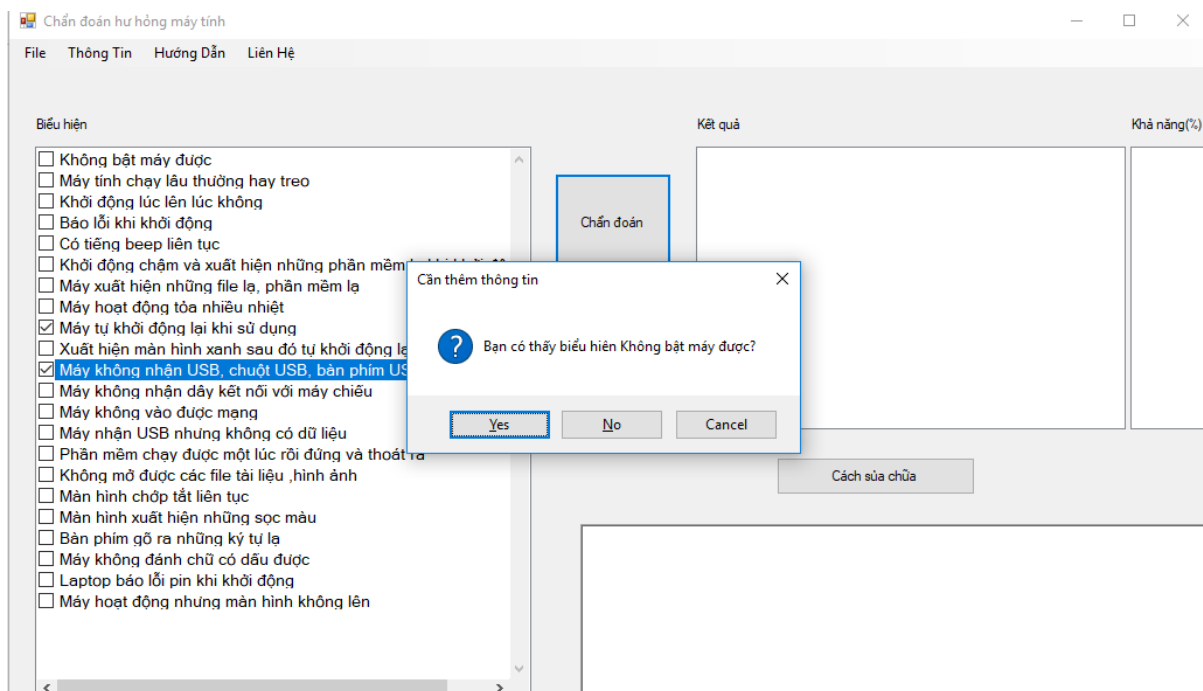 Chẩn đoán hư hỏng máy tính
File Thông Tin Hướng Dẫn Liên Hệ
Biểu hiện
Kết quả
Khả năng(%)
Không bật máy được
Máy tính chạy lâu thường hay treo
Khởi động lúc lên lúc không
Báo lỗi khi khởi động
Có tiếng beep liên tục
Khởi động chậm và xuất hiện những phần mềm
Máy xuất hiện những file lạ, phần mềm lạ
Máy hoạt động tỏa nhiều nhiệt
Máy tự khởi động lại khi sử dụng
Xuất hiện màn hình xanh sau đó tự khởi động
Máy không nhận USB, chuột USB, bàn phím
Máy không nhận dây kết nối với máy chiếu
Máy không vào được mạng
Máy nhận USB nhưng không có dữ liệu
Phần mềm chạy được một lúc rồi đứng và thoát ra
Không mở được các file tài liệu ,hình ảnh
Màn hình chớp tắt liên tục
Màn hình xuất hiện những sọc màu
Bàn phím gõ ra những ký tự lạ
Máy không đánh chữ có dấu được
Laptop báo lỗi pin khi khởi động
Máy hoạt động nhưng màn hình không lên
Chẩn đoán
Cần thêm thông tin
Bạn có thấy biểu hiên Không bật máy được?
Yes No Cancel
Cách sủa chữa